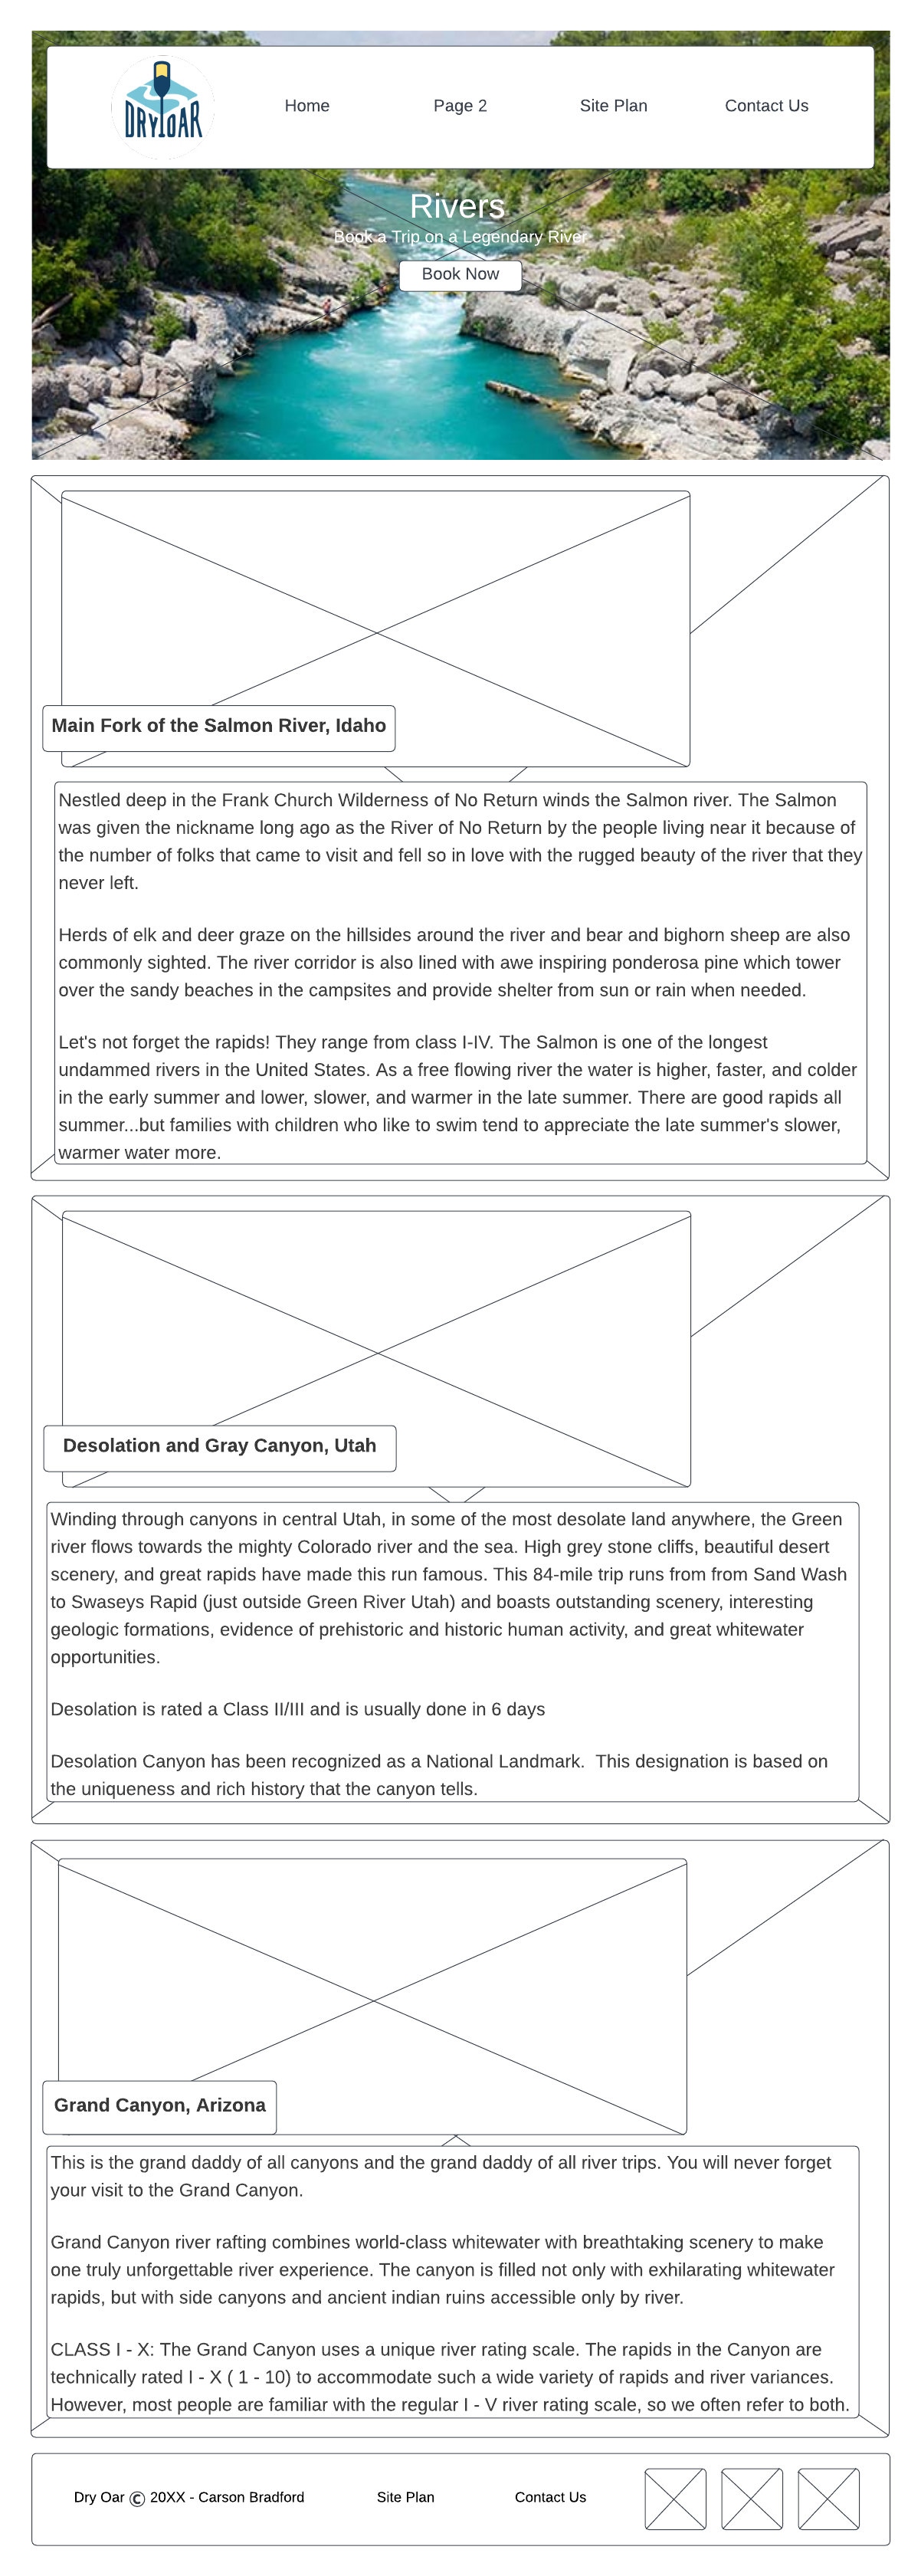 DRYIOAR
Home
Page 2
Site Plan
Contact Us
Rivers
Book a Trip on a Legendary River
Book Now
Main Fork of the Salmon River, Idaho
Nestled deep in the Frank Church Wilderness of No Return winds the Salmon river. The Salmon
was given the nickname long ago as the River of No Return by the people living near it because of
the number of folks that came to visit and fell so in love with the rugged beauty of the river that they
never left.
Herds of elk and deer graze on the hillsides around the river and bear and bighorn sheep are also
commonly sighted. The river corridor is also lined with awe inspiring ponderosa pine which tower
over the sandy beaches in the campsites and provide shelter from sun or rain when needed.
Let's not forget the rapids! They range from class I-IV. The Salmon is one of the longest
undammed rivers in the United States. As a free flowing river the water is higher, faster, and colder
in the early summer and lower, slower, and warmer in the late summer. There are good rapids all
summer...but families with children who like to swim tend to appreciate the late summer's slower,
warmer water more.
Desolation and Gray Canyon, Utah
Winding through canyons in central Utah, in some of the most desolate land anywhere, the Green
river flows towards the mighty Colorado river and the sea. High grey stone cliffs, beautiful desert
scenery, and great rapids have made this run famous. This 84-mile trip runs from from Sand Wash
to Swaseys Rapid (just outside Green River Utah) and boasts outstanding scenery, interesting
geologic formations, evidence of prehistoric and historic human activity, and great whitewater
opportunities.
Desolation is rated a Class II/III and is usually done in 6 days
Desolation Canyon has been recognized as a National Landmark.  This designation is based on
the uniqueness and rich history that the canyon tells.
Grand Canyon, Arizona
This is the grand daddy of all canyons and the grand daddy of all river trips. You will never forget
your visit to the Grand Canyon.
Grand Canyon river rafting combines world-class whitewater with breathtaking scenery to make
one truly unforgettable river experience. The canyon is filled not only with exhilarating whitewater
rapids, but with side canyons and ancient indian ruins accessible only by river.
CLASS I - X: The Grand Canyon uses a unique river rating scale. The rapids in the Canyon are
technically rated I - X ( 1 - 10) to accommodate such a wide variety of rapids and river variances.
However, most people are familiar with the regular I - V river rating scale, so we often refer to both.
Dry Oar © 20XX - Carson Bradford
Site Plan
Contact Us